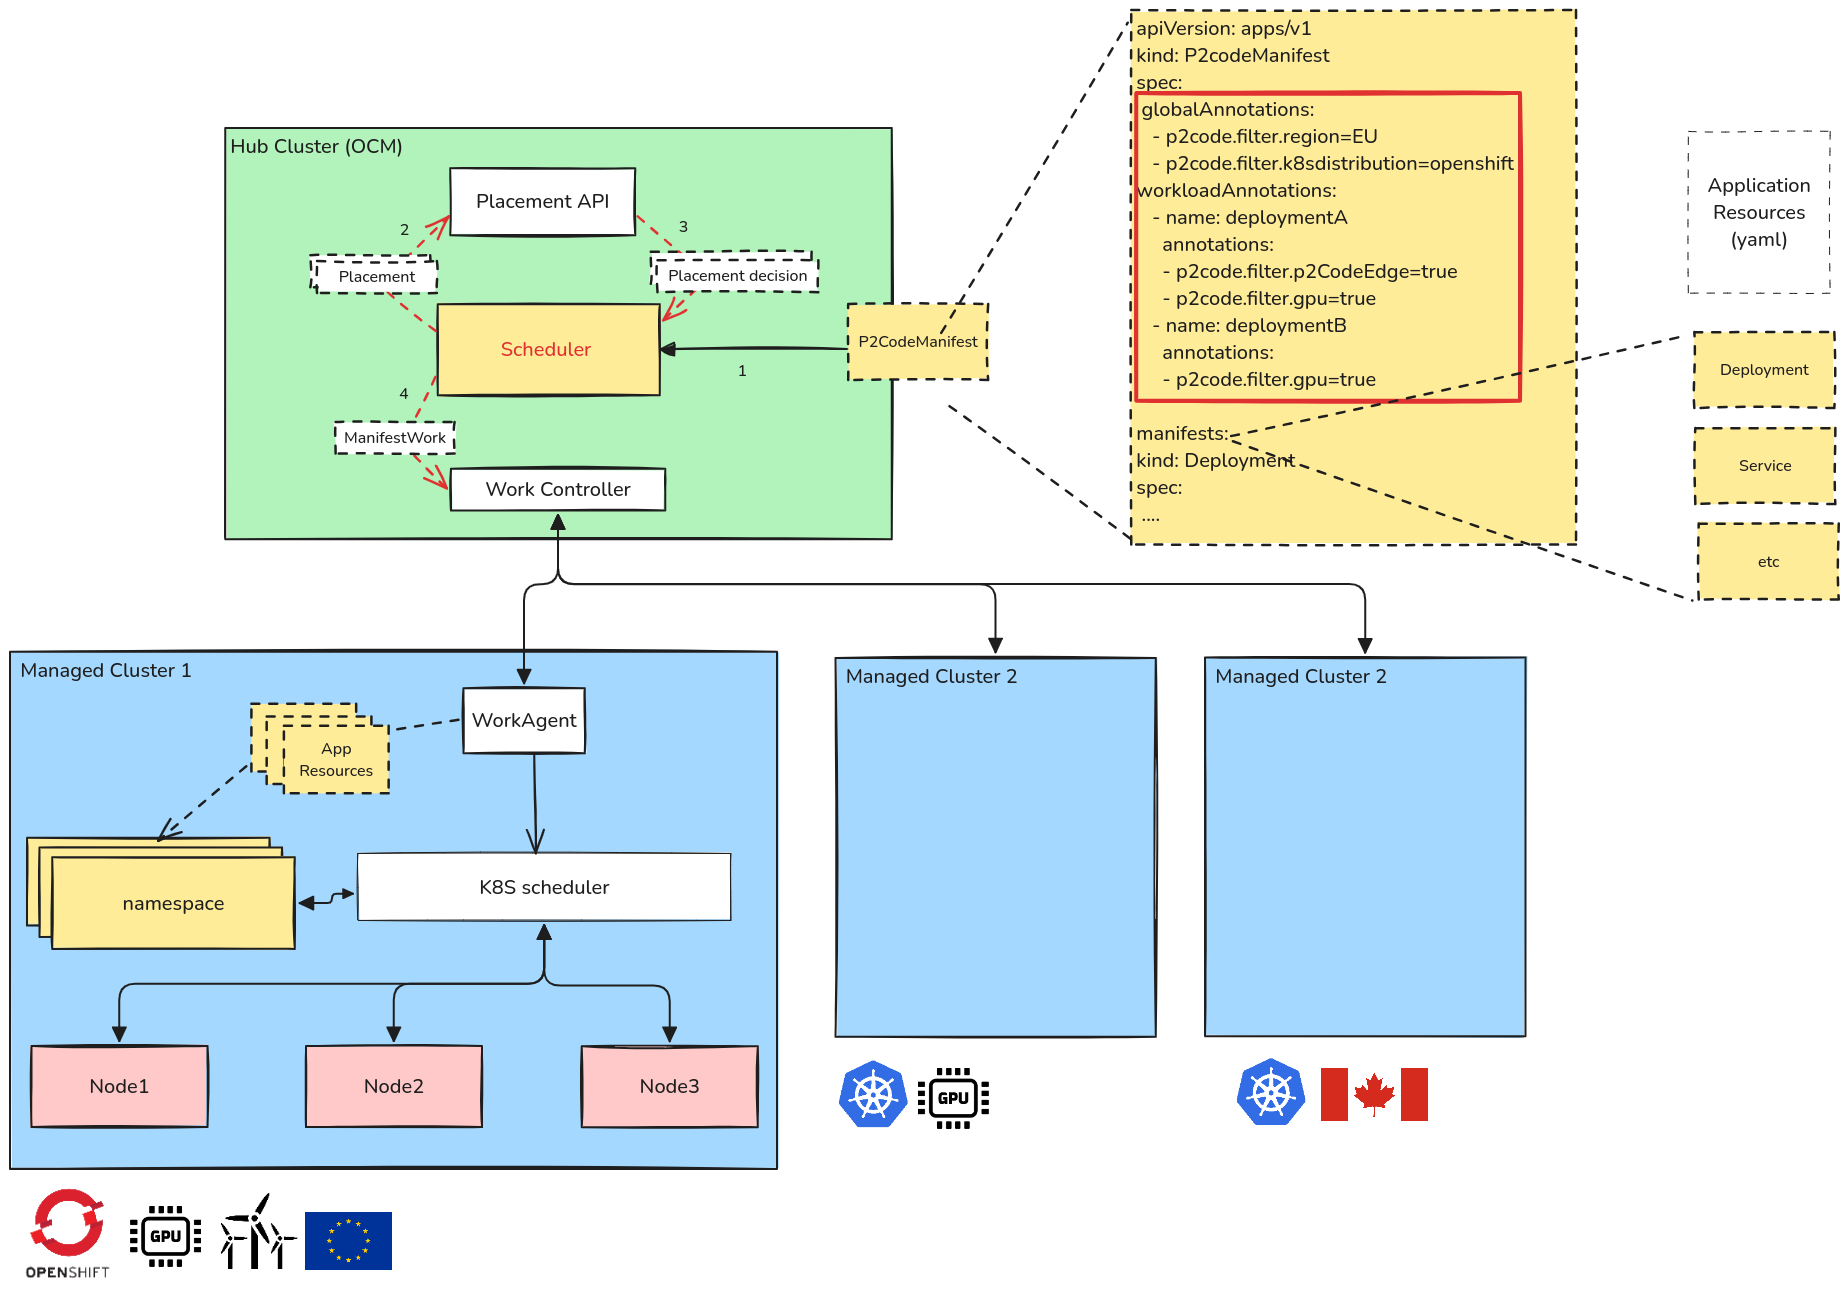 apiVersion: apps/v1
kind: P2codeManifest
spec:
globalAnnotations:
- p2code.filter.region=EU
- p2code.filter.k8sdistribution=openshift
workloadAnnotations:
- name: deploymentA
annotations:
- p2code.filter.p2CodeEdge=true
- p2code.filter.gpu=true
- name: deploymentB
annotations:
- p2code.filter.gpu=true
manifests:
kind: Deployment
spec:
....
Application
Resources
(yaml)
Deployment
Service
etc
Hub Cluster (OCM)
Placement API
2
3
Placement
Placement decision
Scheduler
P2CodeManifest
1
4
ManifestWork
Work Controller
Managed Cluster 1
WorkAgent
App
Resources
namespace
K8S scheduler
Node1
Node2
Node3
Managed Cluster 2
Managed Cluster 2
GPU
OPENSHIFT
GPU